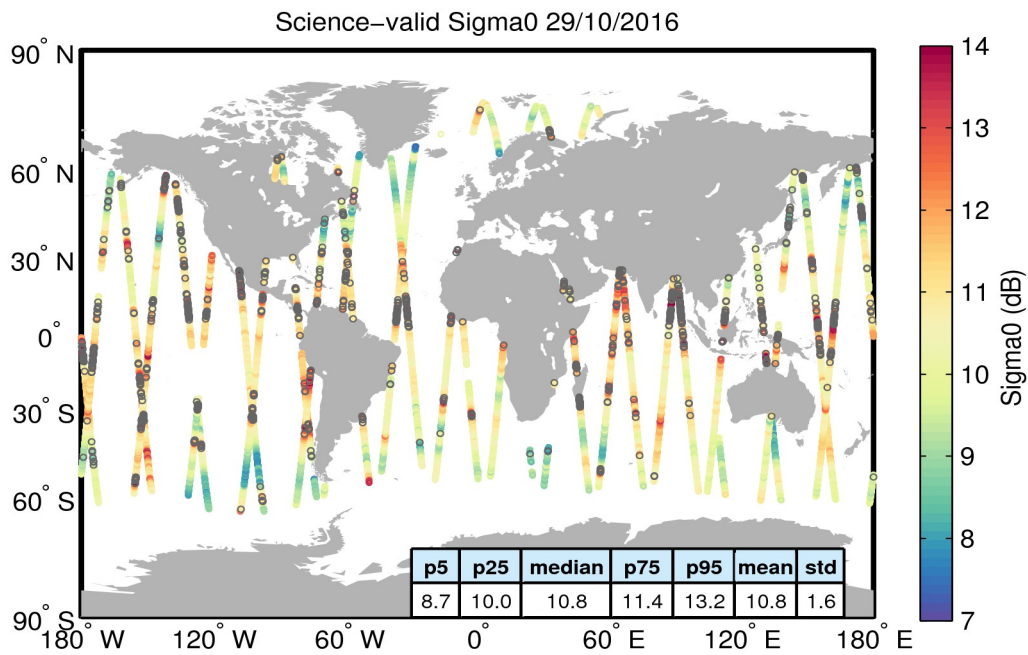 Science−valid Sigma0 29/10/2016
90° N
60° N
30° N
0°
30° S
60° S
90° S
180° W
120° W
60° W
0°
60° E
120° E
180° E
p5 p25 median p75 p95 mean std
8.7 10.0 10.8 11.4 13.2 10.8 1.6
14
13
12
11
10
9
8
7
Sigma0 (dB)